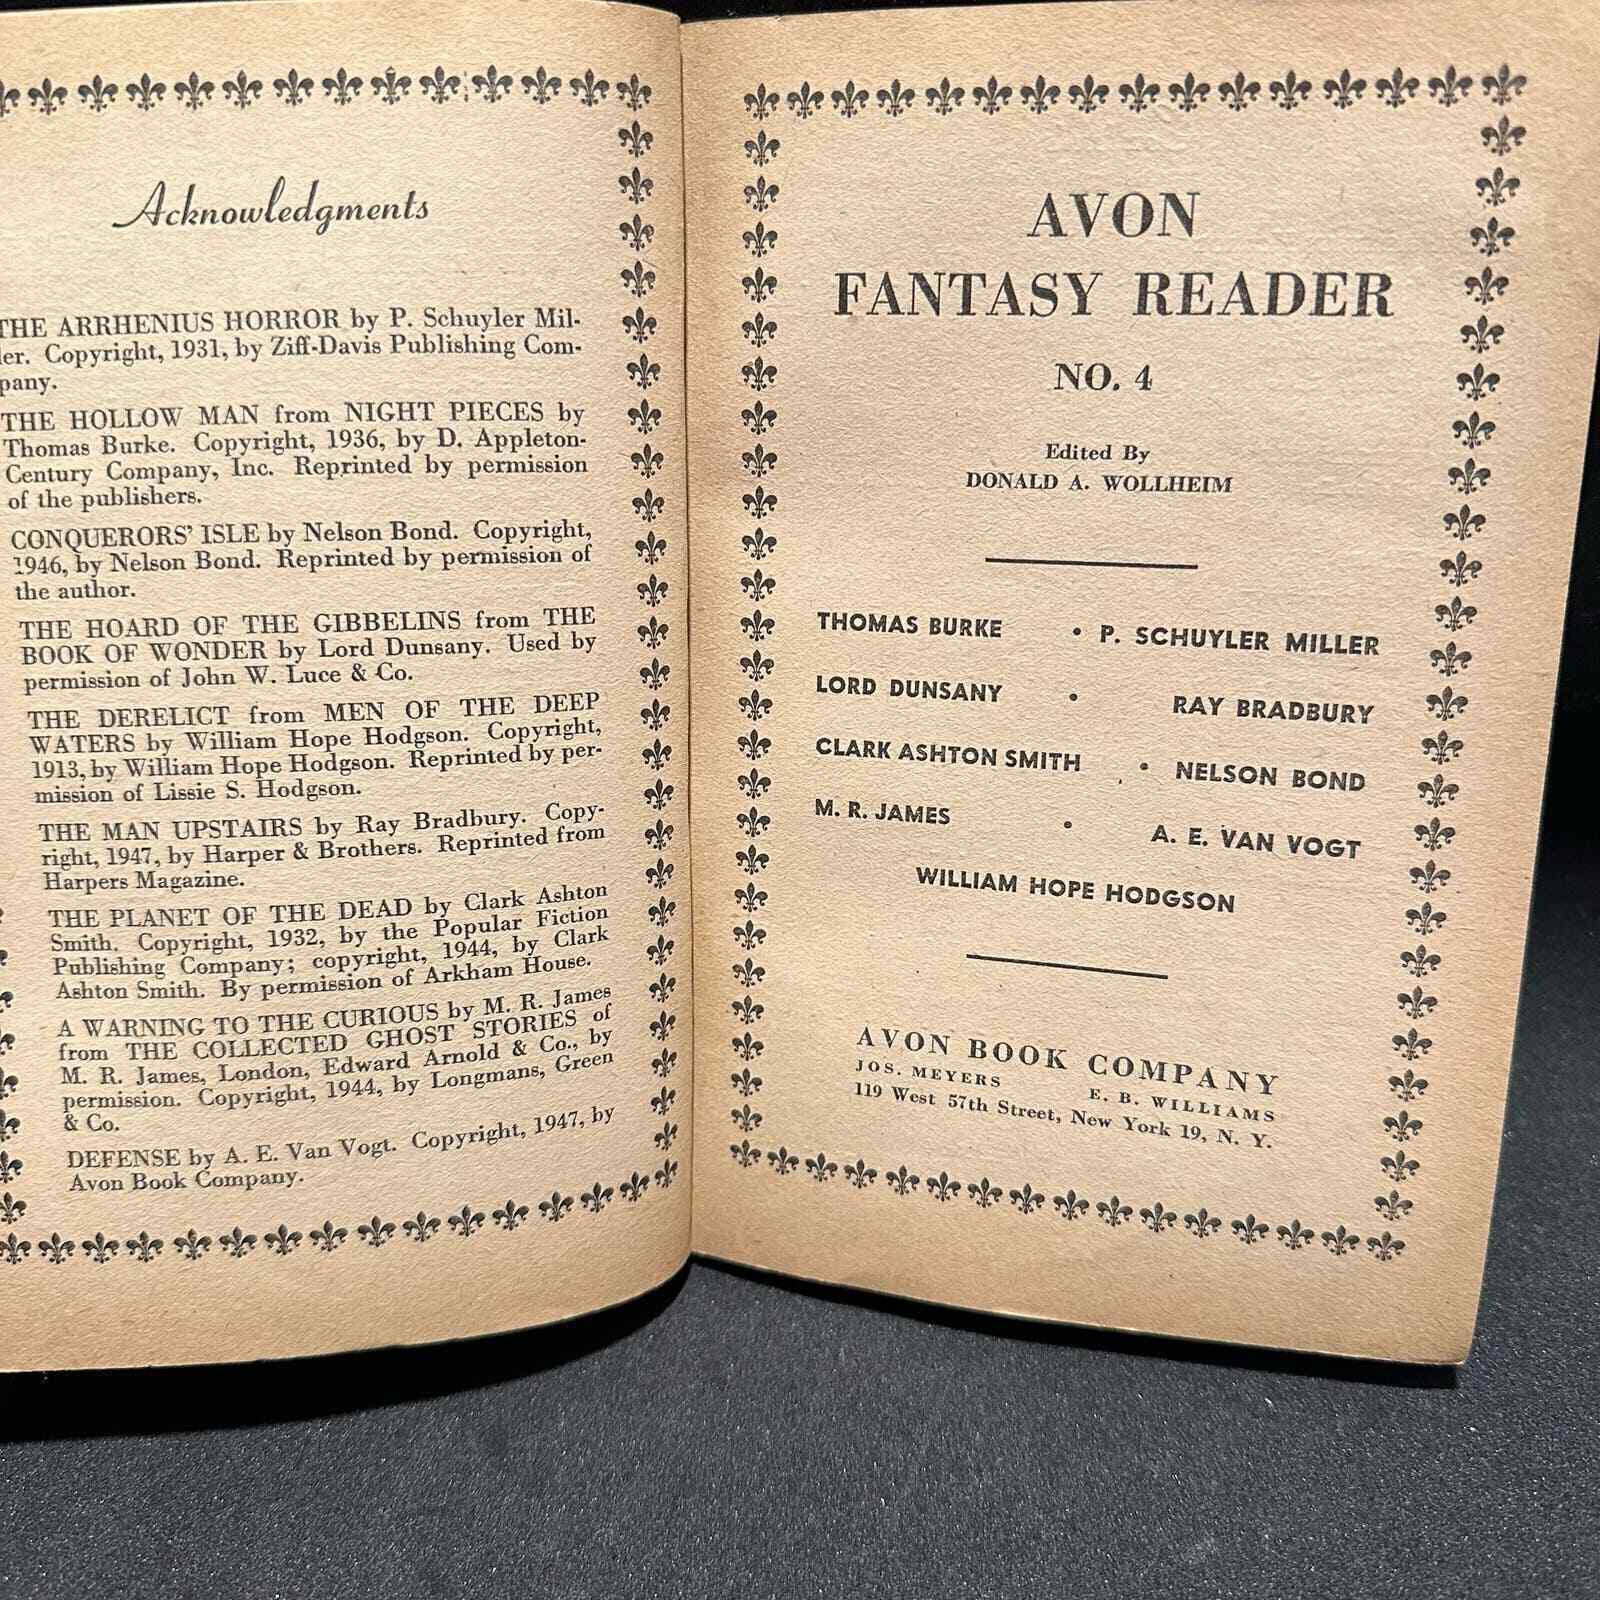 Acknowledgments
THE ARRHENIUS HORROR by P. Schuyler Mil-
ler. Copyright, 1931, by Ziff-Davis Publishing Com-
pany.
THE HOLLOW MAN from NIGHT PIECES by
Thomas Burke. Copyright, 1936, by D. Appleton-
Century Company, Inc. Reprinted by permission
of the publishers.
CONQUERORS' ISLE by Nelson Bond. Copyright,
1946, by Nelson Bond. Reprinted by permission of
the author.
THE HOARD OF THE GIBBELINS from THE
BOOK OF WONDER by Lord Dunsany. Used by
permission of John W. Luce & Co.
THE DERELICT from MEN OF THE DEEP
WATERS by William Hope Hodgson. Copyright,
1913, by William Hope Hodgson. Reprinted by per-
mission of Lissie S. Hodgson.
THE MAN UPSTAIRS by Ray Bradbury. Copy-
right, 1947, by Harper & Brothers. Reprinted from
Harpers Magazine.
THE PLANET OF THE DEAD by Clark Ashton
Smith. Copyright, 1932, by the Popular Fiction
Publishing Company; copyright, 1944, by Clark
Ashton Smith. By permission of Arkham House.
A WARNING TO THE CURIOUS by M. R. James
from THE COLLECTED GHOST STORIES of
M. R. James, London, Edward Arnold & Co., by
permission. Copyright, 1944, by Longmans, Green
& Co.
DEFENSE by A. E. Van Vogt. Copyright, 1947, by
Avon Book Company.
AVON
FANTASY READER
NO. 4
Edited By
DONALD A. WOLLHEIM
THOMAS BURKE • P. SCHUYLER MILLER
LORD DUNSANY • RAY BRADBURY
CLARK ASHTON SMITH • NELSON BOND
M. R. JAMES • A. E. VAN VOGT
WILLIAM HOPE HODGSON
AVON BOOK COMPANY
JOS. MEYERS E. B. WILLIAMS
119 West 57th Street, New York 19, N. Y.